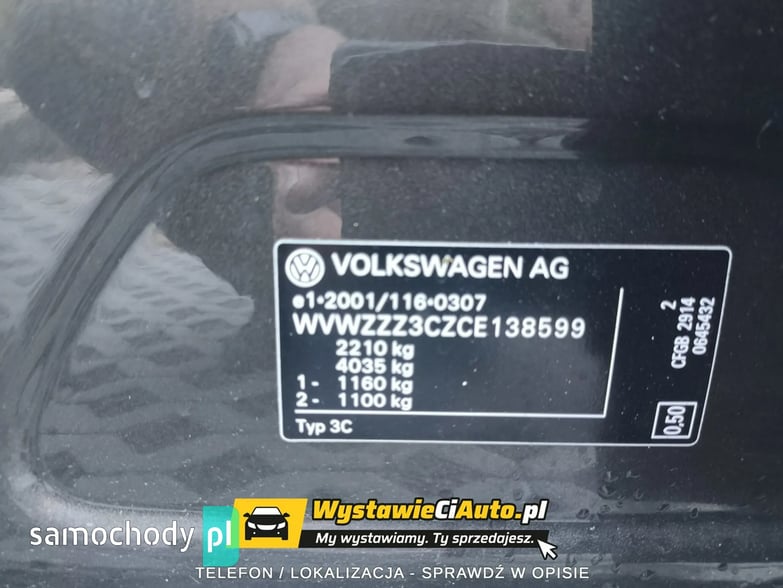 VOLKSWAGEN AG
e1*2001/116*0307
WVWZZZ3CZCE138599
2210 kg
4035 kg
1- 1160 kg
2- 1100 kg
Typ 3C
2
CFGB 2914
0645432
0.50
WystawieCiAuto.pl
My wystawiamy. Ty sprzedajesz.
samochody pl
TELEFON / LOKALIZACJA - SPRAWDŹ W OPISIE